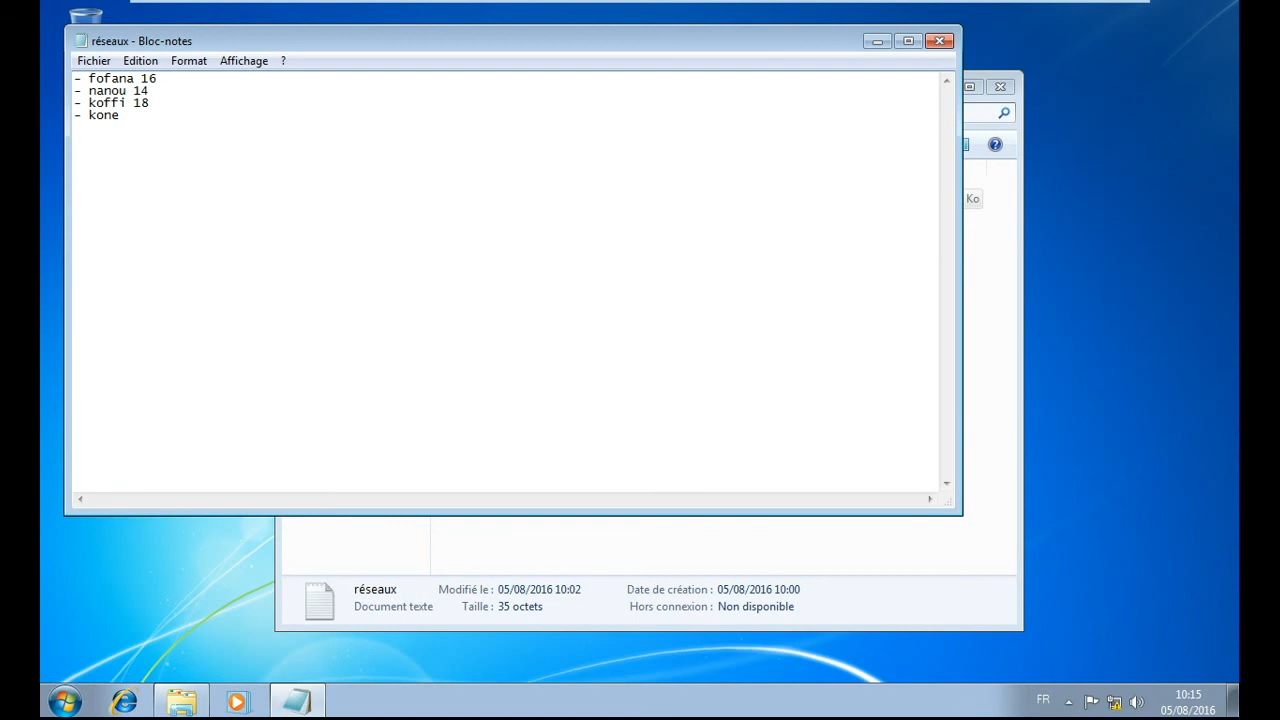 réseaux - Bloc-notes
Fichier Edition Format Affichage ?
- fofana 16
- nanou 14
- koffi 18
- kone
Ko
réseaux Modifié le : 05/08/2016 10:02 Date de création : 05/08/2016 10:00
Document texte Taille : 35 octets Hors connexion : Non disponible
FR 10:15
05/08/2016